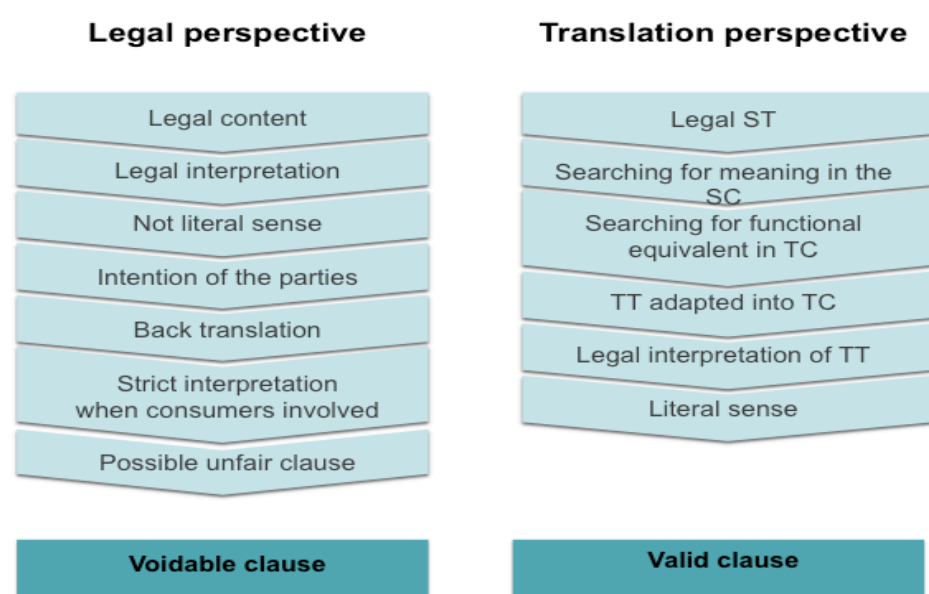 Legal perspective
Legal content
Legal interpretation
Not literal sense
Intention of the parties
Back translation
Strict interpretation
when consumers involved
Possible unfair clause
Voidable clause
Translation perspective
Legal ST
Searching for meaning in the
SC
Searching for functional
equivalent in TC
TT adapted into TC
Legal interpretation of TT
Literal sense
Valid clause